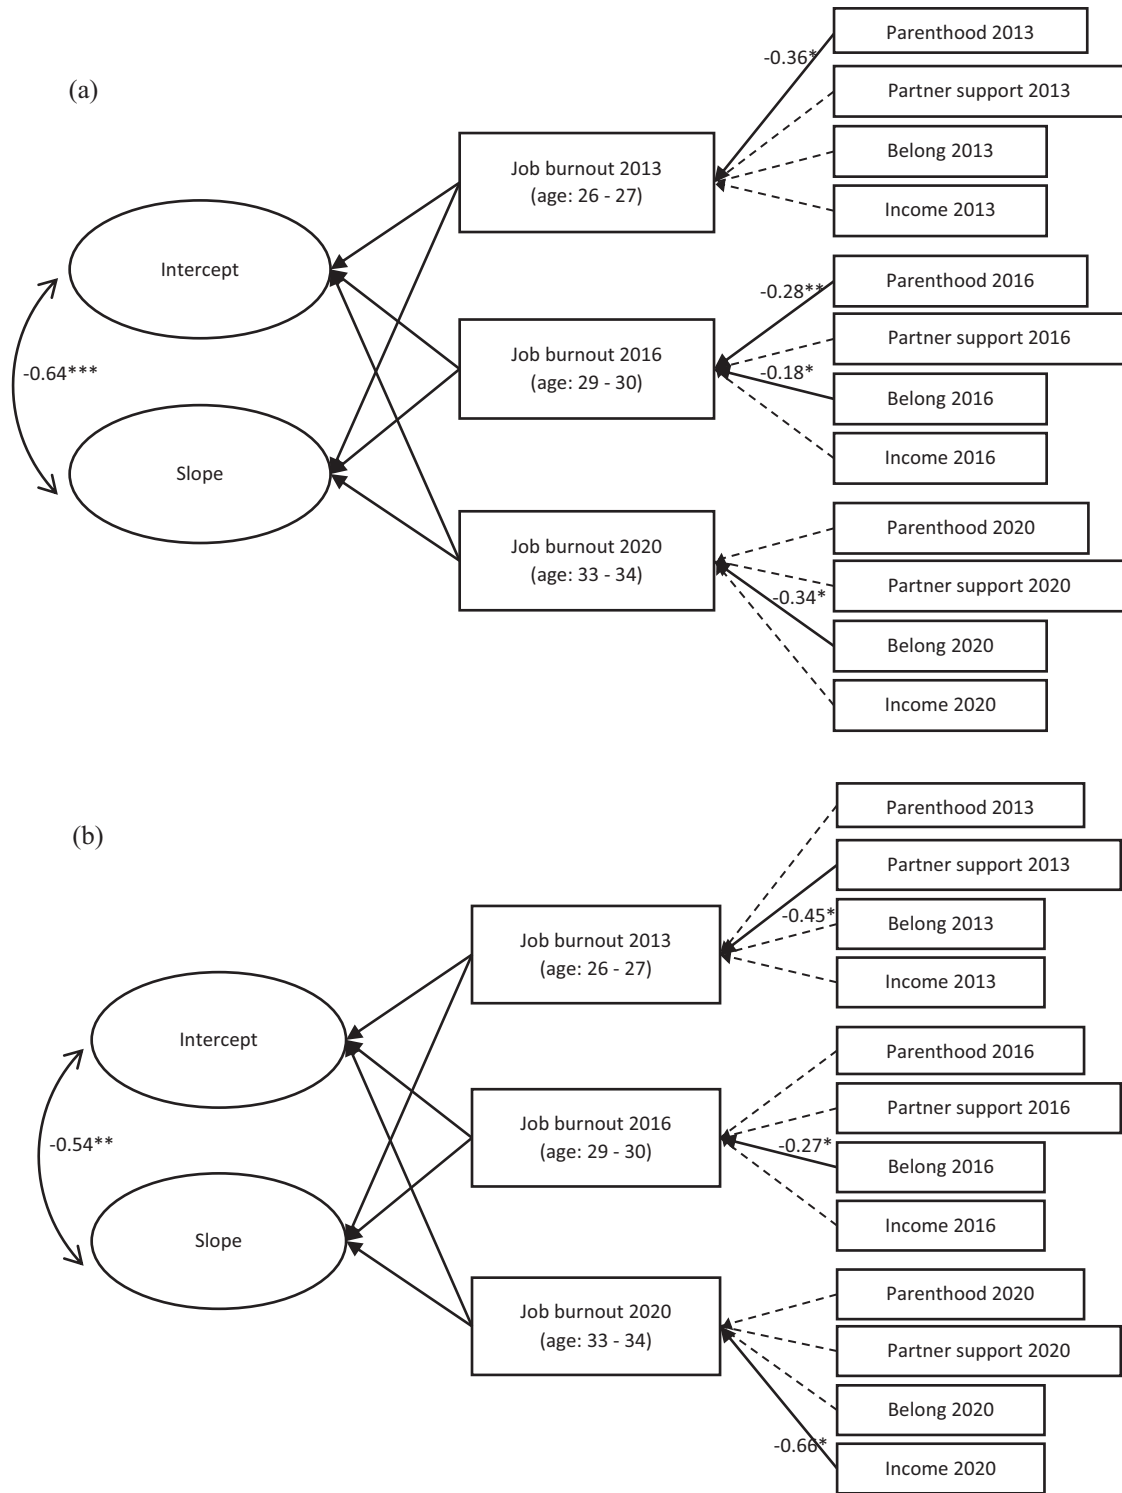 (a)
Parenthood 2013
-0.36*
Partner support 2013
Belong 2013
Income 2013
Job burnout 2013
(age: 26 - 27)
Intercept
Parenthood 2016
-0.28**
Partner support 2016
-0.18*
Belong 2016
Income 2016
Job burnout 2016
(age: 29 - 30)
-0.64***
Slope
Parenthood 2020
Partner support 2020
-0.34*
Belong 2020
Income 2020
Job burnout 2020
(age: 33 - 34)
(b)
Parenthood 2013
Partner support 2013
-0.45*
Belong 2013
Income 2013
Job burnout 2013
(age: 26 - 27)
Intercept
Parenthood 2016
Partner support 2016
-0.27*
Belong 2016
Income 2016
Job burnout 2016
(age: 29 - 30)
-0.54**
Slope
Parenthood 2020
Partner support 2020
Belong 2020
-0.66*
Income 2020
Job burnout 2020
(age: 33 - 34)